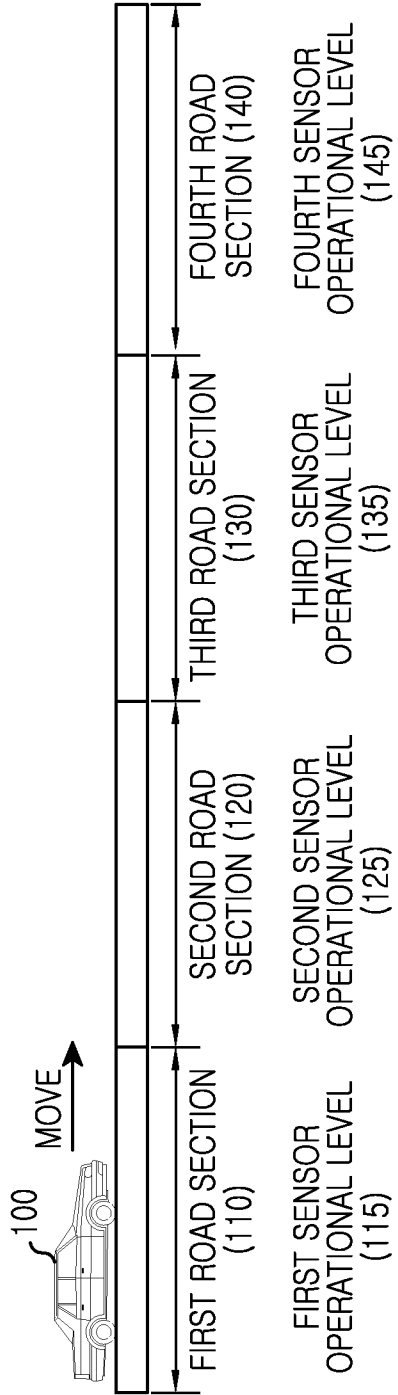 100
MOVE
FIRST ROAD SECTION
(110)
SECOND ROAD
SECTION (120)
THIRD ROAD SECTION
(130)
FOURTH ROAD
SECTION (140)
FIRST SENSOR
OPERATIONAL LEVEL
(115)
SECOND SENSOR
OPERATIONAL LEVEL
(125)
THIRD SENSOR
OPERATIONAL LEVEL
(135)
FOURTH SENSOR
OPERATIONAL LEVEL
(145)